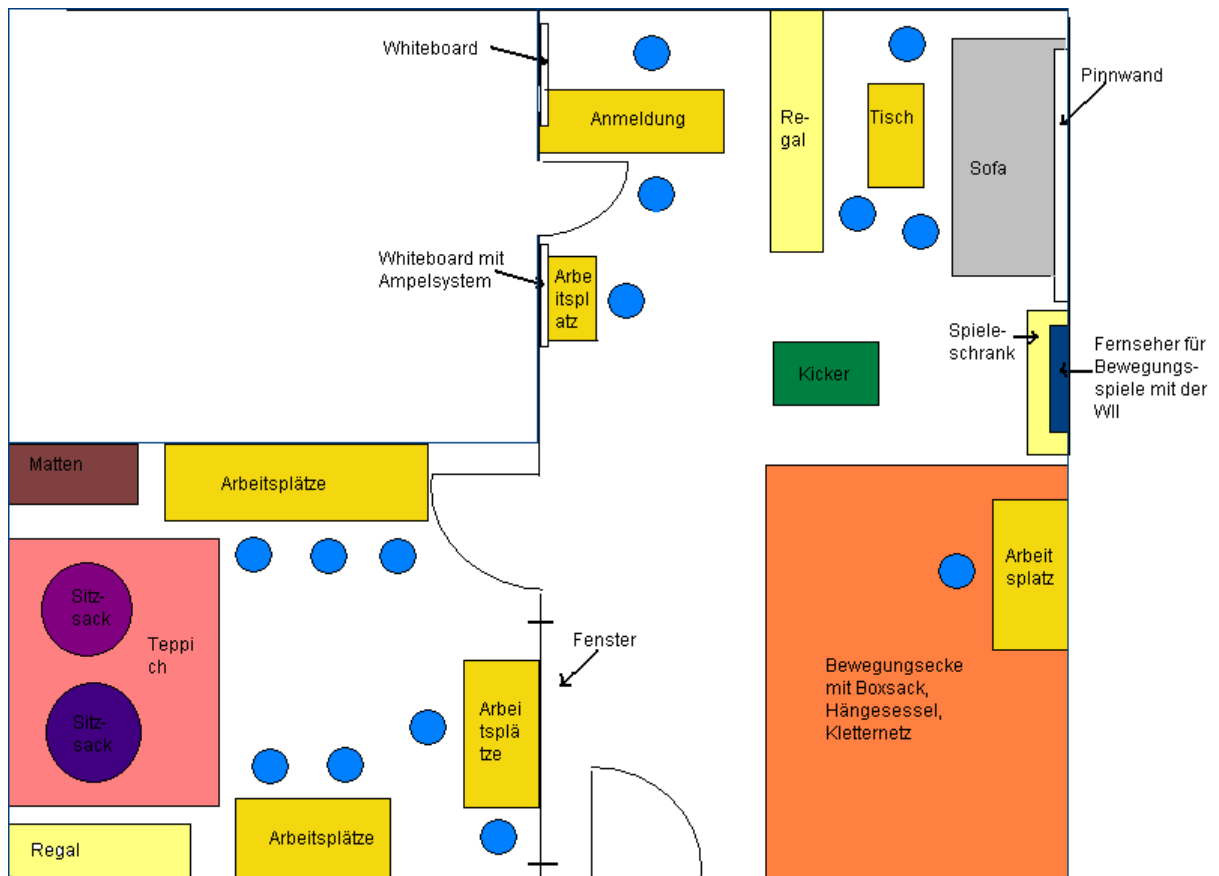 Whiteboard
Anmeldung
Re-
gal
Tisch
Sofa
Pinnwand
Whiteboard mit
Ampelsystem
Arbe
itspl
atz
Kicker
Spiele-
schrank
Fernseher für
Bewegungs-
spiele mit der
WII
Matten
Arbeitsplätze
Sitz-
sack
Teppi
ch
Sitz-
sack
Regal
Arbeitsplätze
Arbei
tsplä
tze
Fenster
Arbeit
splatz
Bewegungsecke
mit Boxsack,
Hängesessel,
Kletternetz